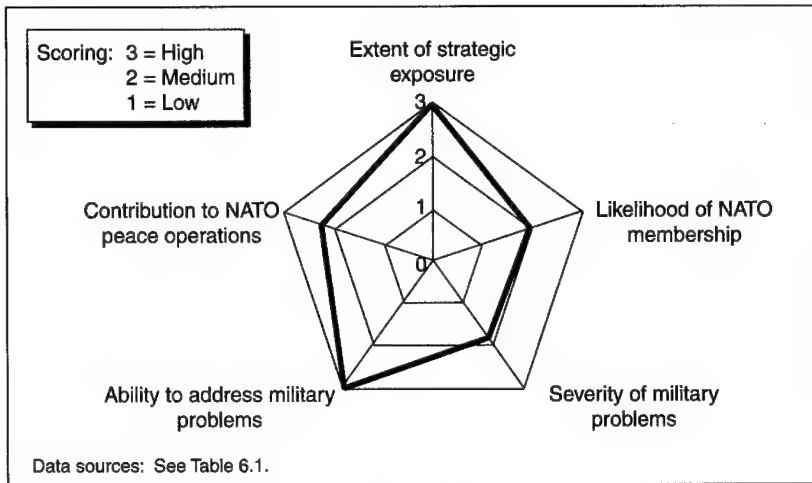 Scoring: 3 = High
2 = Medium
1 = Low
Extent of strategic
exposure
3
2
1
0
Contribution to NATO
peace operations
Likelihood of NATO
membership
Ability to address military
problems
Severity of military
problems
Data sources: See Table 6.1.